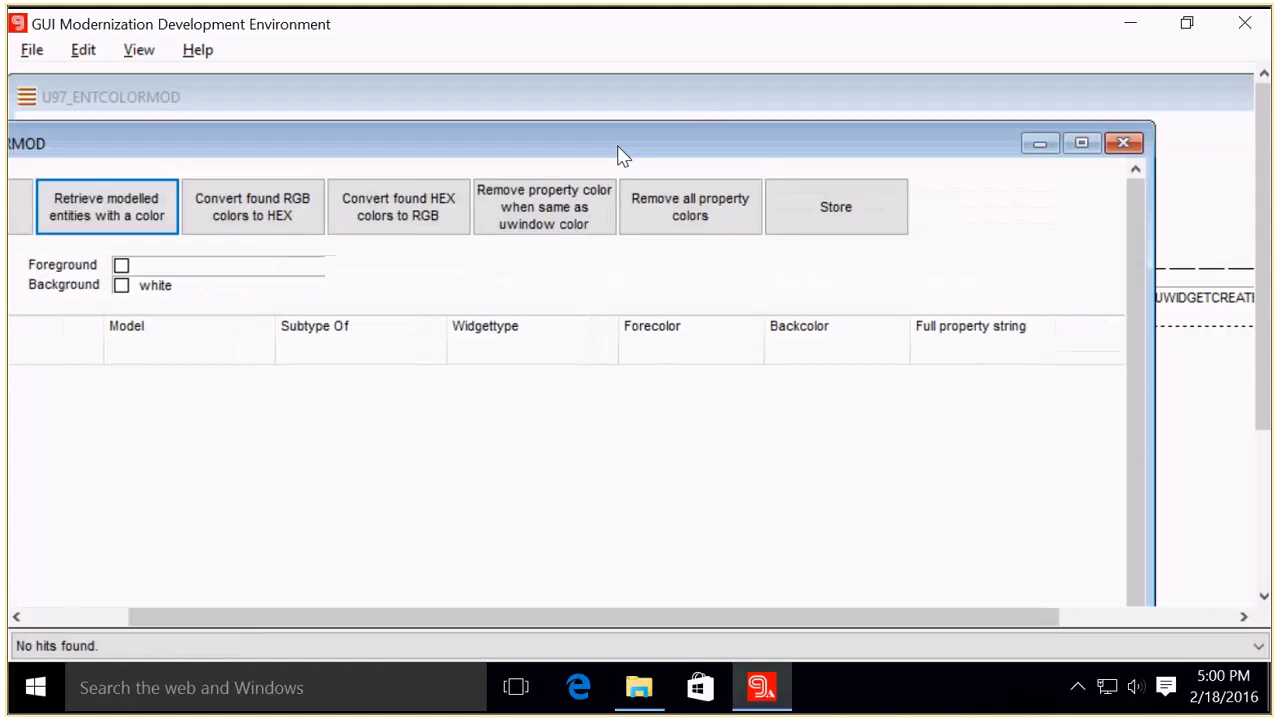 GUI Modernization Development Environment
File Edit View Help
U97_ENTCOLORMOD
RMOD
Retrieve modelled
entities with a color
Convert found RGB
colors to HEX
Convert found HEX
colors to RGB
Remove property color
when same as
uwindow color
Remove all property
colors
Store
Foreground
Background white
UWIDGETCREATI
Model Subtype Of Widgettype Forecolor Backcolor Full property string
No hits found.
Search the web and Windows
5:00 PM
2/18/2016